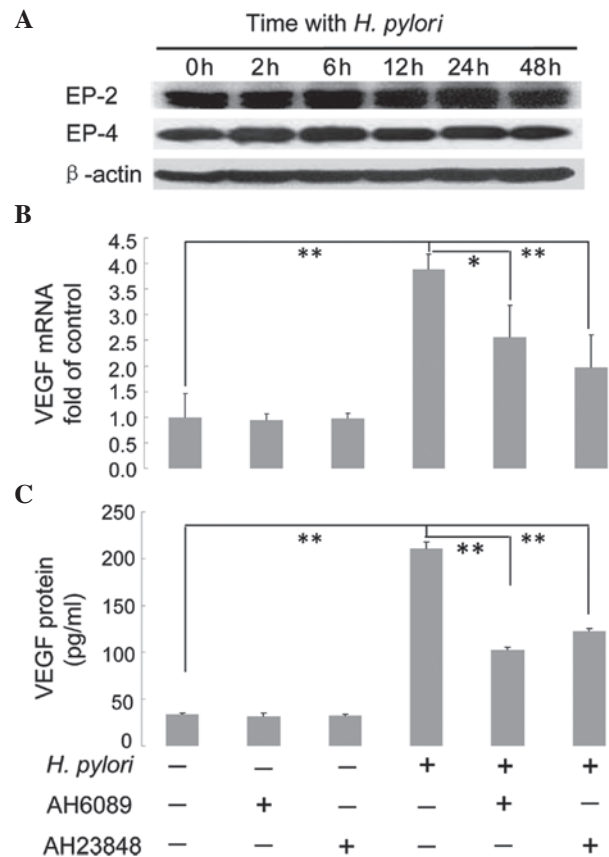 A
Time with H. pylori
0h 2h 6h 12h 24h 48h
EP-2
EP-4
β-actin
B
VEGF mRNA
fold of control
4.5
4.0
3.5
3.0
2.5
2.0
1.5
1.0
0.5
0.0
** * **
C
VEGF protein
(pg/ml)
250
200
150
100
50
0
** ** **
H. pylori – – – + + +
AH6089 – + – – + –
AH23848 – – + – – +